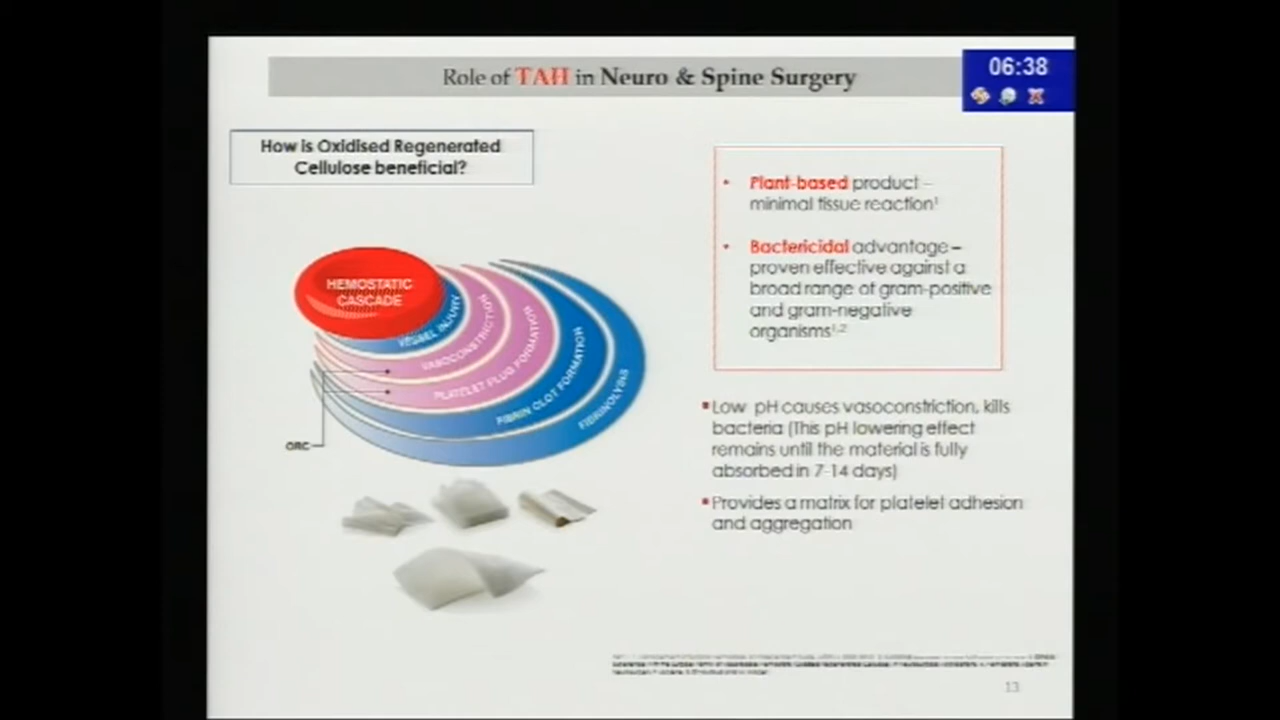 Role of TAH in Neuro & Spine Surgery
06:38
How is Oxidised Regenerated
Cellulose beneficial?
HEMOSTATIC
CASCADE
VESSEL INJURY
VASOCONSTRICTION
PLATELET PLUG FORMATION
FIBRIN CLOT FORMATION
FIBRINOLYSIS
ORC
• Plant-based product –
minimal tissue reaction¹
• Bactericidal advantage –
proven effective against a
broad range of gram-positive
and gram-negative
organisms¹,²
▪Low pH causes vasoconstriction, kills
bacteria (This pH lowering effect
remains until the material is fully
absorbed in 7-14 days)
▪Provides a matrix for platelet adhesion
and aggregation
13